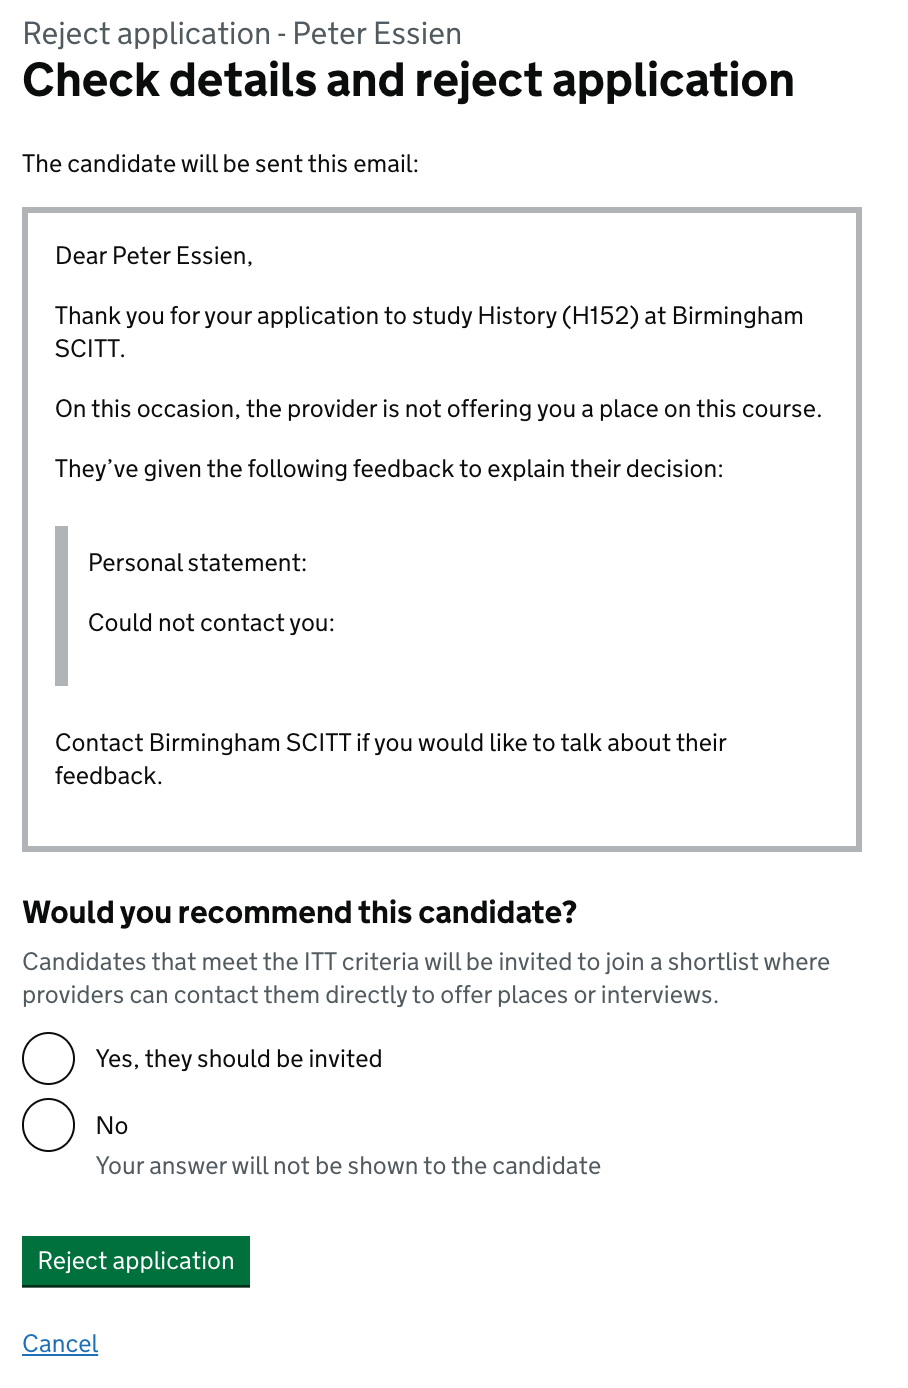 Reject application - Peter Essien
Check details and reject application
The candidate will be sent this email:
Dear Peter Essien,
Thank you for your application to study History (H152) at Birmingham
SCITT.
On this occasion, the provider is not offering you a place on this course.
They’ve given the following feedback to explain their decision:
Personal statement:
Could not contact you:
Contact Birmingham SCITT if you would like to talk about their
feedback.
Would you recommend this candidate?
Candidates that meet the ITT criteria will be invited to join a shortlist where
providers can contact them directly to offer places or interviews.
Yes, they should be invited
No
Your answer will not be shown to the candidate
Reject application
Cancel